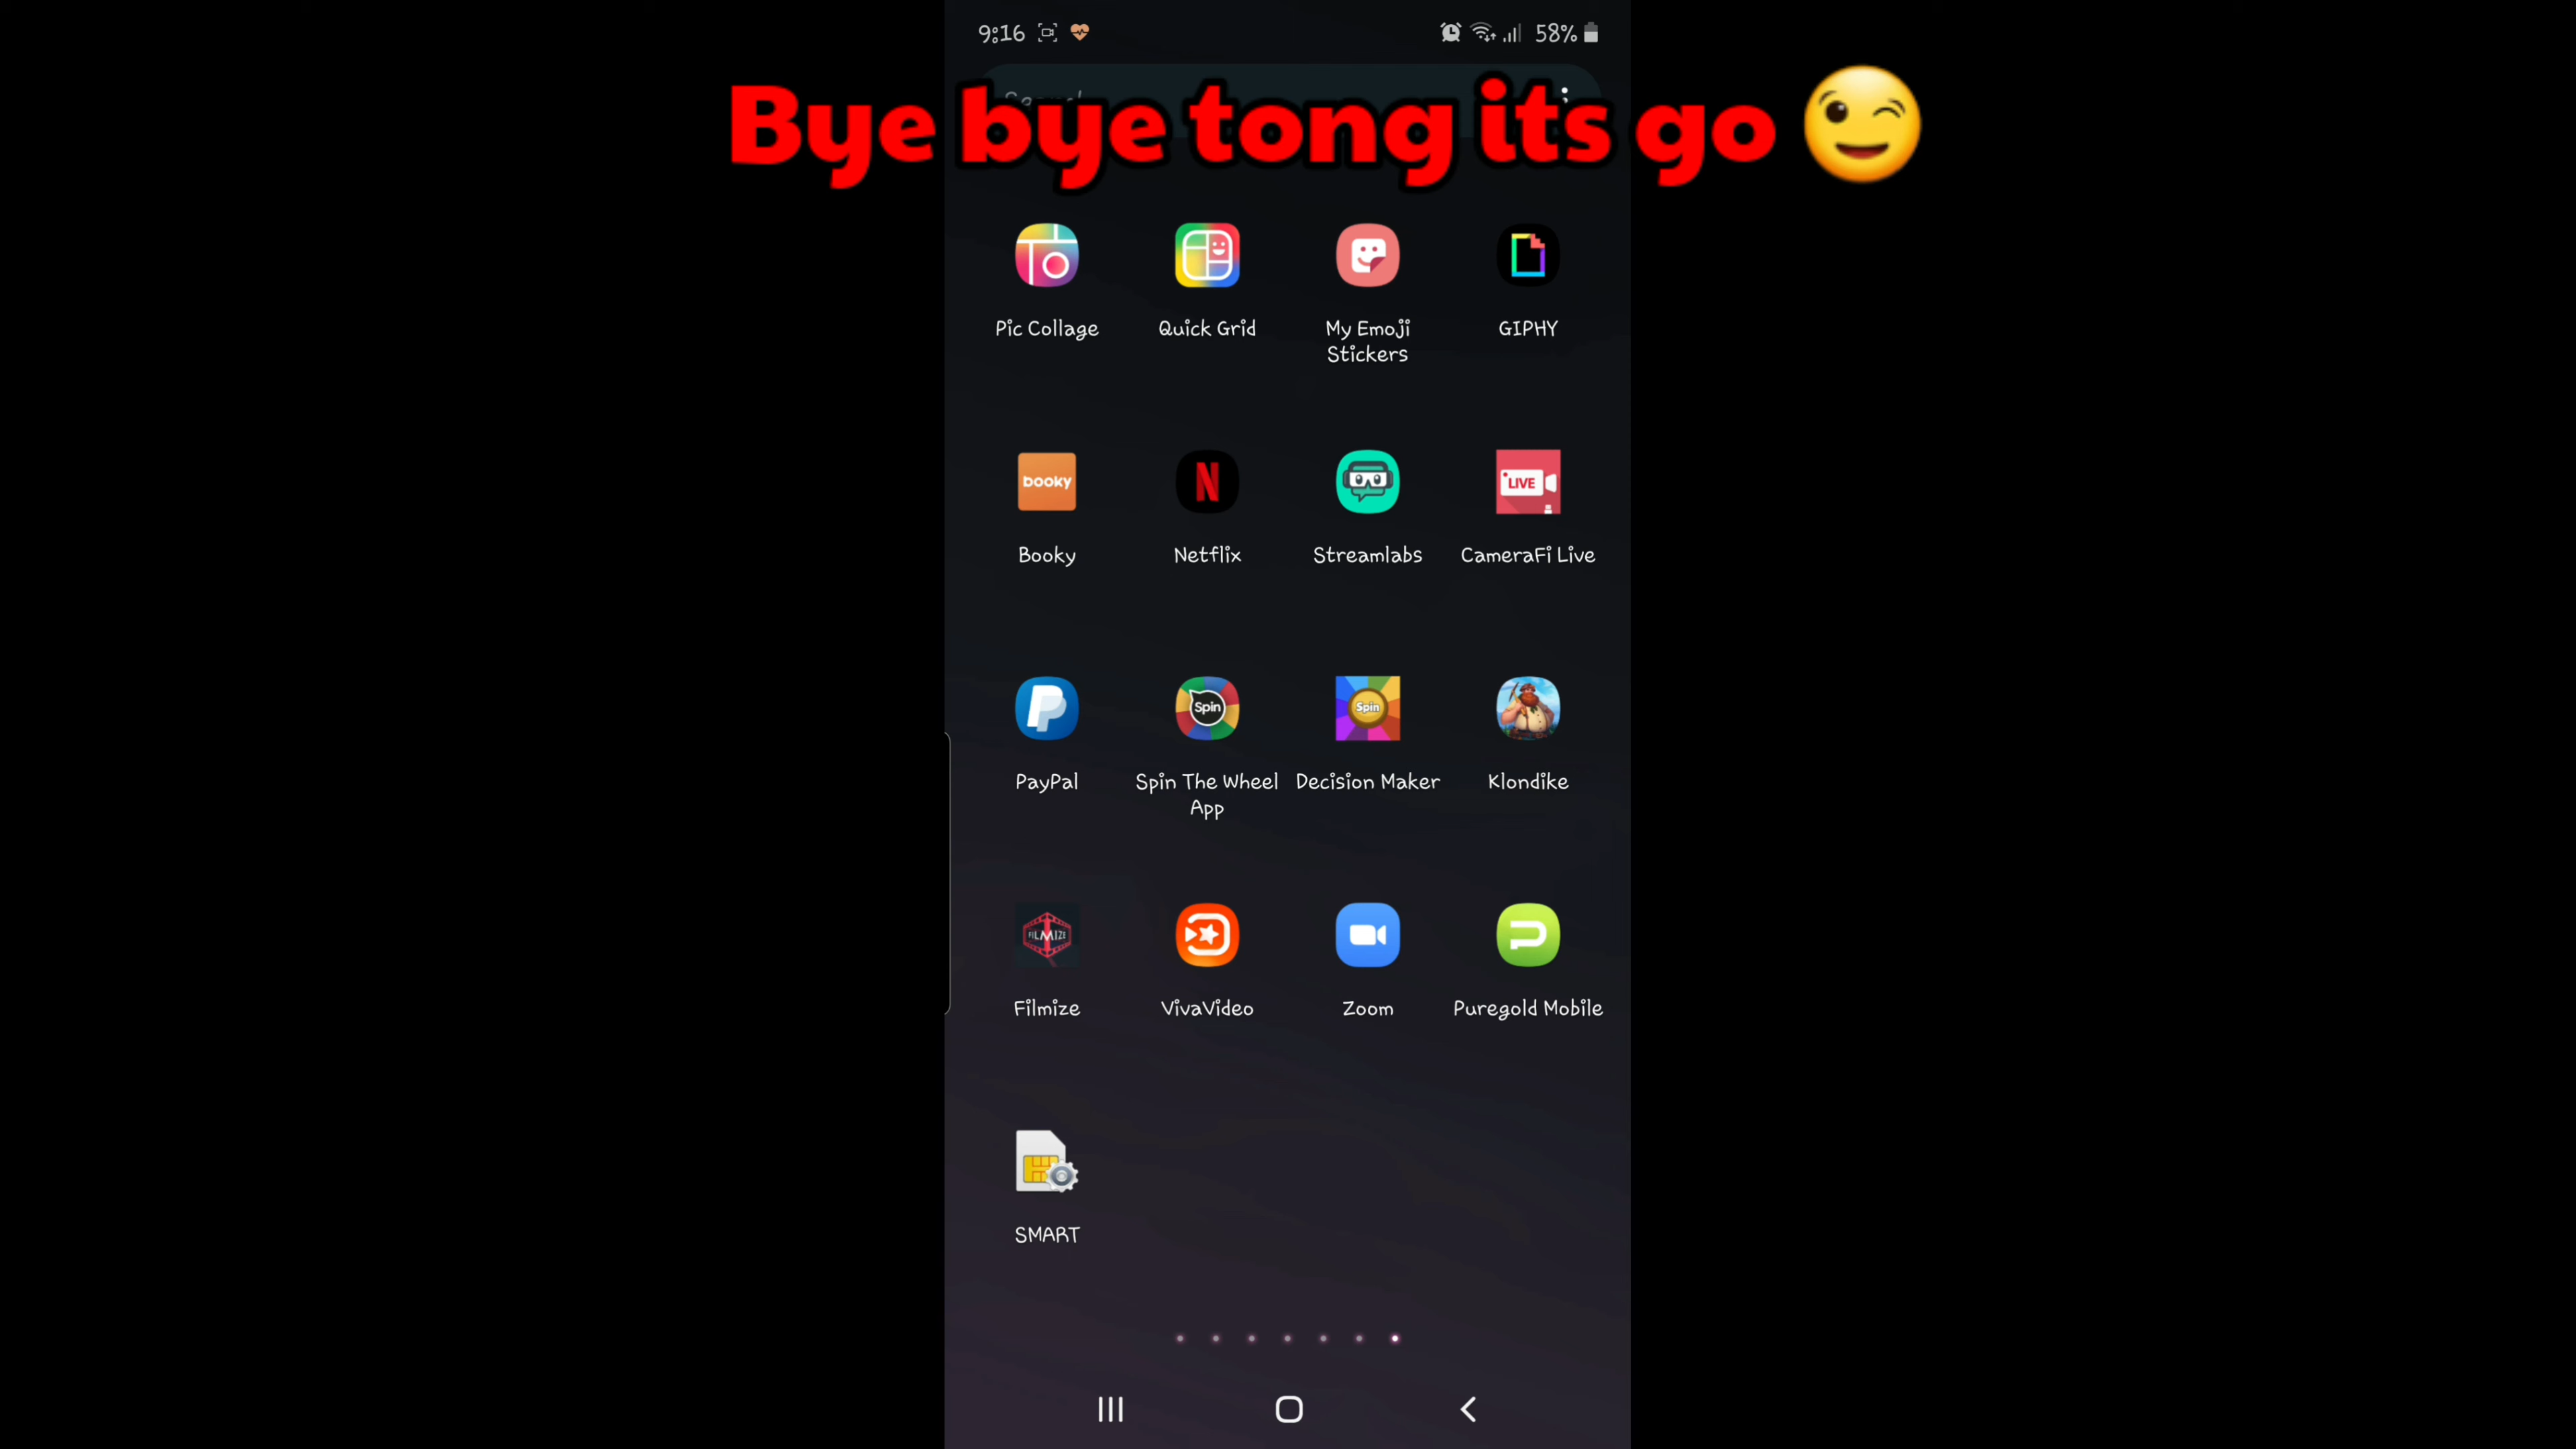 9:16 58%
Search
Bye bye tong its go
Pic Collage Quick Grid My Emoji Stickers GIPHY
booky LIVE
Booky Netflix Streamlabs CameraFi Live
Spin Spin
PayPal Spin The Wheel App Decision Maker Klondike
FILMIZE
Filmize VivaVideo Zoom Puregold Mobile
SMART